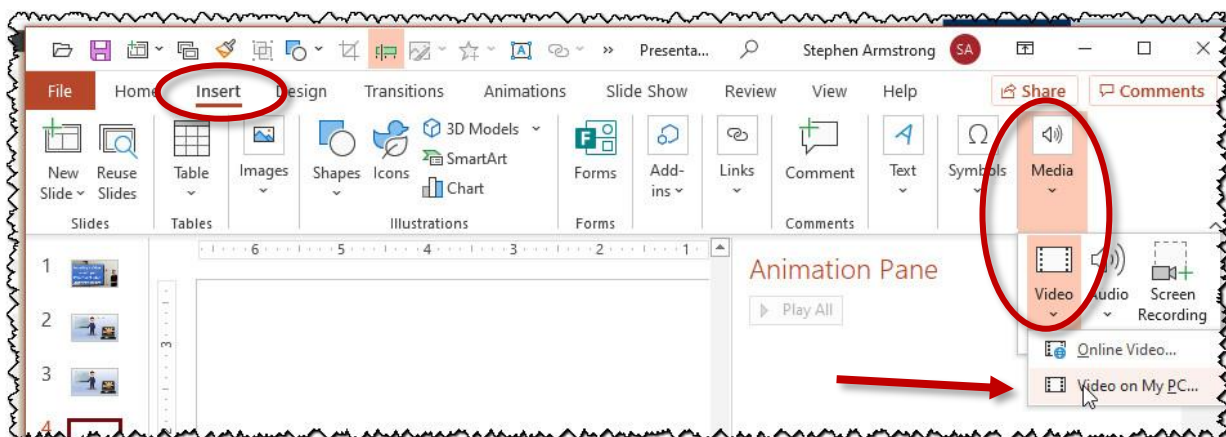 Presenta...
Stephen Armstrong
SA
File Home Insert Design Transitions Animations Slide Show Review View Help Share Comments
New Slide
Reuse Slides
Table
Images
Shapes
Icons
3D Models
SmartArt
Chart
Forms
Add-ins
Links
Comment
Text
Symbols
Media
Slides
Tables
Illustrations
Forms
Comments
6 5 4 3 2 1
1
2
3
4
3
Animation Pane
Play All
Video
Audio
Screen Recording
Online Video...
Video on My PC...